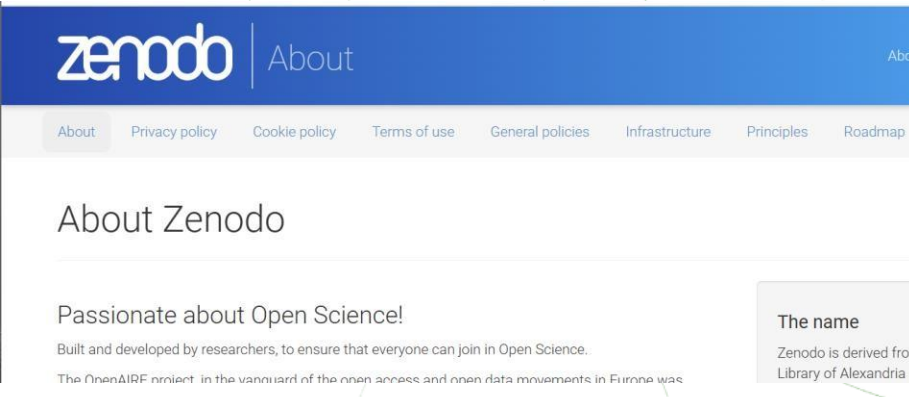 zenodo About
Abo
About Privacy policy Cookie policy Terms of use General policies Infrastructure Principles Roadmap
About Zenodo
Passionate about Open Science!
Built and developed by researchers, to ensure that everyone can join in Open Science.
The OpenAIRE project, in the vanguard of the open access and open data movements in Europe was
The name
Zenodo is derived fro
Library of Alexandria